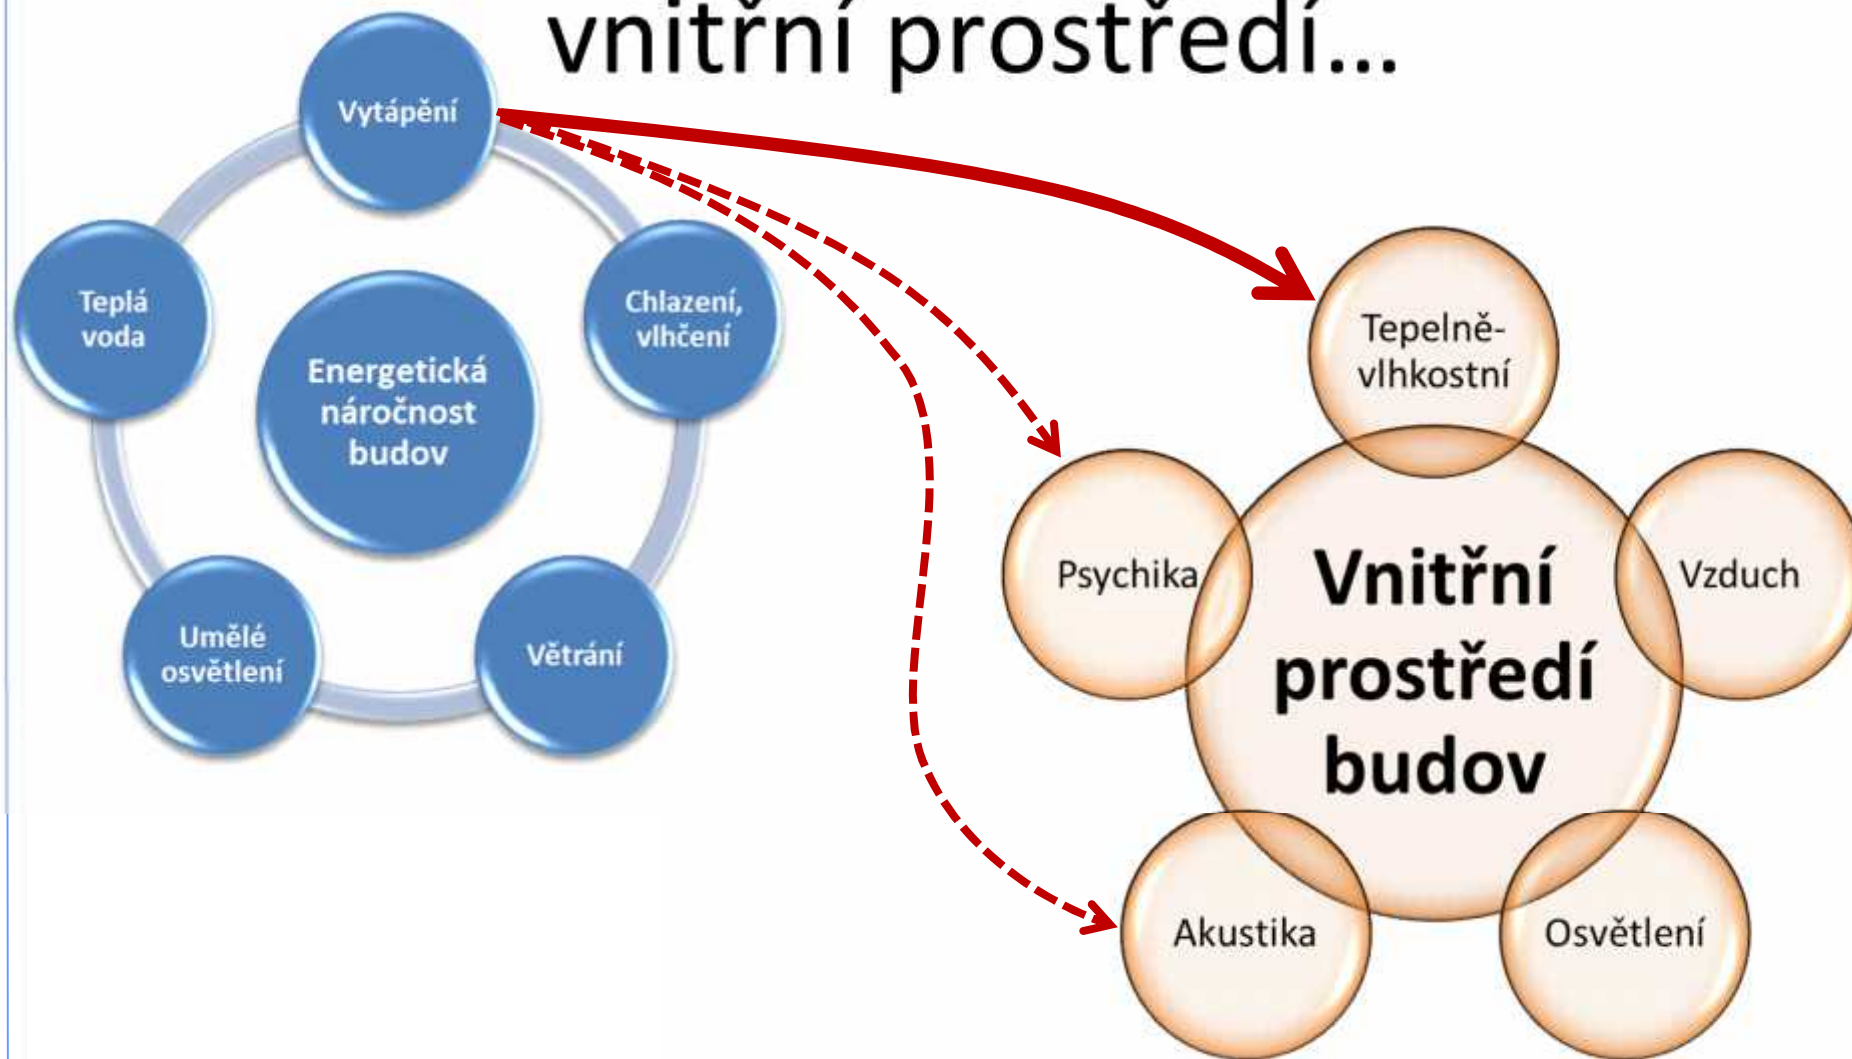 vnitřní prostředí...
Vytápění
Teplá
voda
Chlazení,
vlhčení
Energetická
náročnost
budov
Umělé
osvětlení
Větrání
Tepelně-
vlhkostní
Psychika
Vzduch
Vnitřní
prostředí
budov
Akustika
Osvětlení